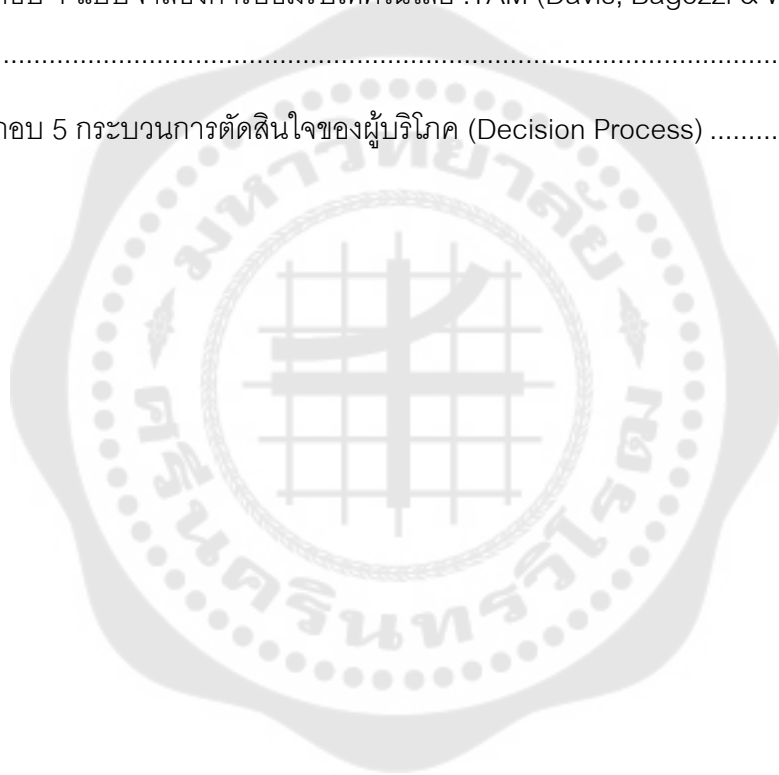 (Davis, Bagozzi &
...........................................................................................................
อบ 5 กระบวนการตัดสินใจของผู้บริโภค (Decision Process) .........
มหาวิทยาลัย
ศรีนครินทรวิโรฒ